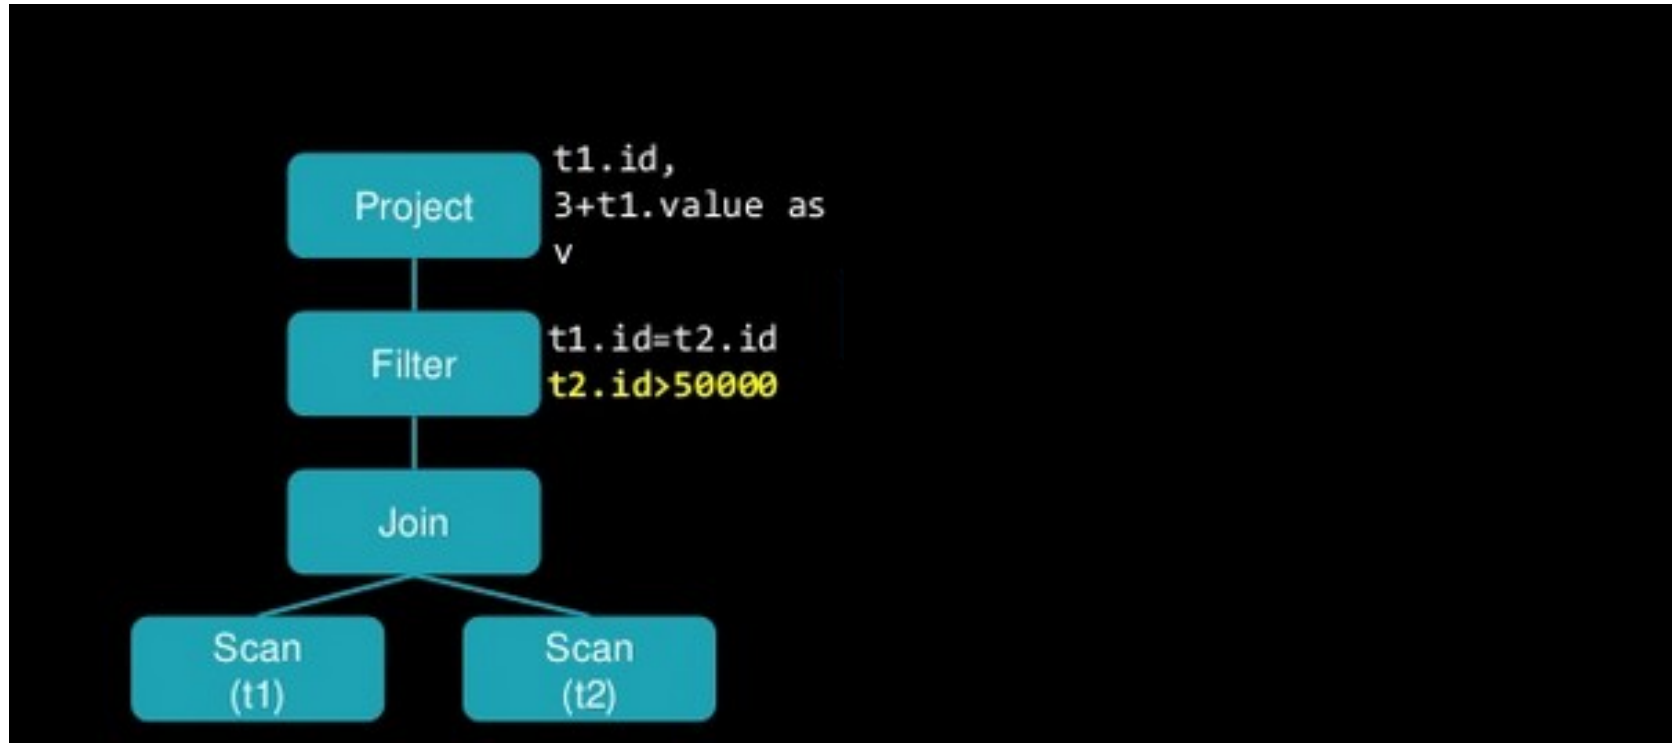 Project
t1.id,
3+t1.value as
v
Filter
t1.id=t2.id
t2.id>50000
Join
Scan
(t1)
Scan
(t2)